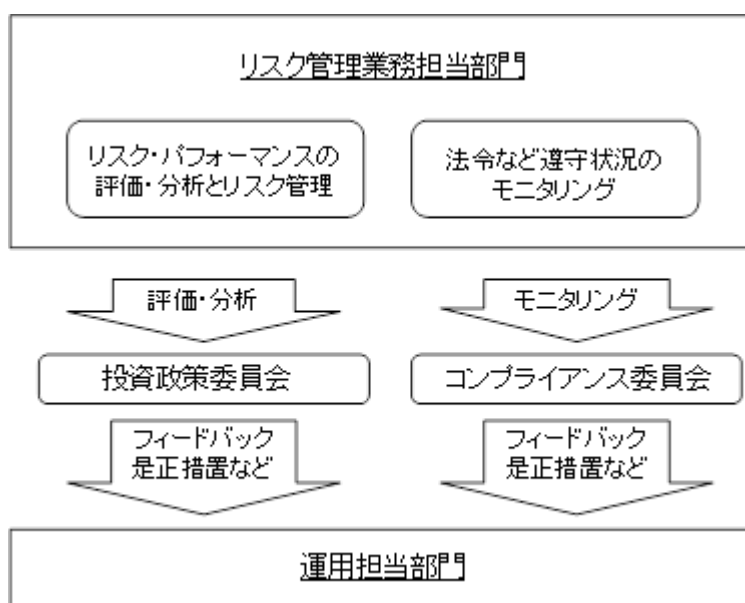 リスク管理業務担当部門
リスク・パフォーマンスの
評価・分析とリスク管理
法令など遵守状況の
モニタリング
評価・分析
モニタリング
投資政策委員会
コンプライアンス委員会
フィードバック
是正措置など
フィードバック
是正措置など
運用担当部門